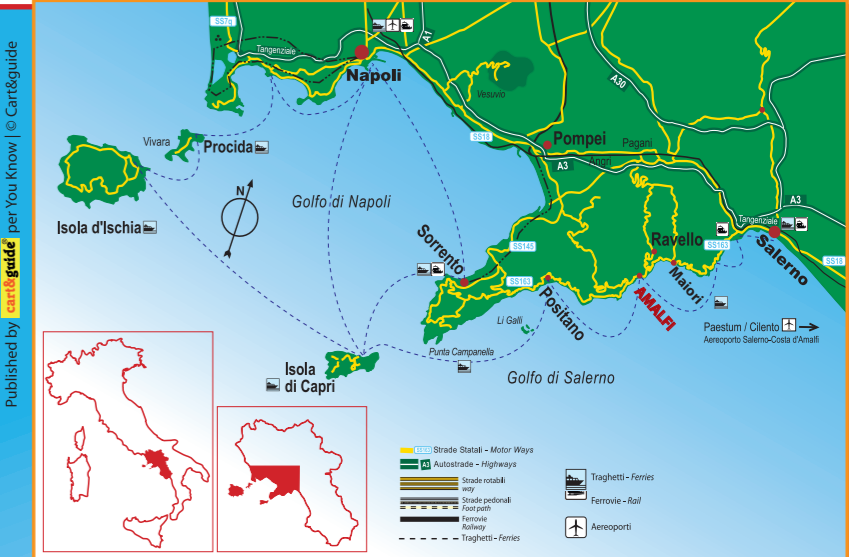 Published by cart&guide® per You Know | © Cart&guide
SS7q
Tangenziale
A1
Napoli
Vesuvio
A30
SS18
Pompei
Pagani
A3
Angri
Vivara
Procida
Isola d'Ischia
N
Golfo di Napoli
A3
Tangenziale
Salerno
SS18
Sorrento
SS145
SS163
Ravello
SS163
Maiori
AMALFI
Positano
Li Galli
Punta Campanella
Isola
di Capri
Golfo di Salerno
Paestum / Cilento
Aereoporto Salerno-Costa d'Amalfi
Strade Statali - Motor Ways
A3 Autostrade - Highways
Strade rotabili
way
Strade pedonali
Foot path
Ferrovie
Railway
Traghetti - Ferries
Traghetti - Ferries
Ferrovie - Rail
Aereoporti